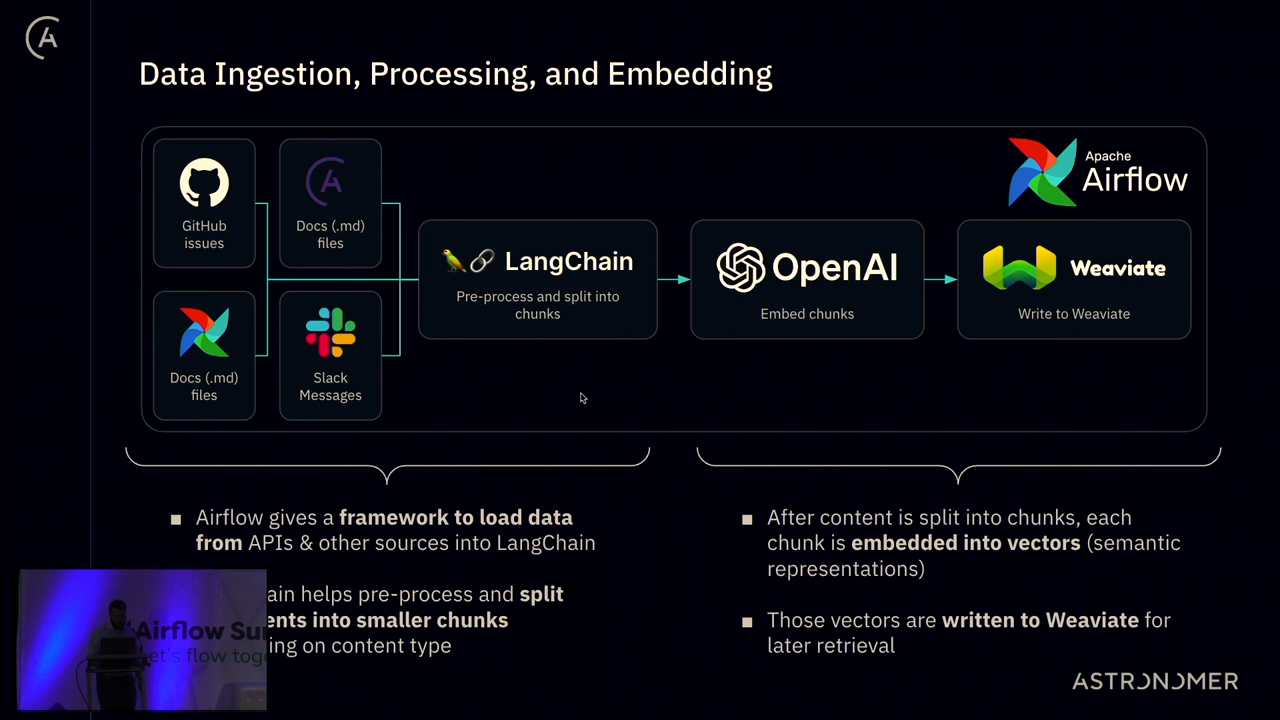 Data Ingestion, Processing, and Embedding
GitHub
issues
Docs (.md)
files
Docs (.md)
files
Slack
Messages
LangChain
Pre-process and split into
chunks
OpenAI
Embed chunks
Apache
Airflow
Weaviate
Write to Weaviate
■ Airflow gives a framework to load data
from APIs & other sources into LangChain
ain helps pre-process and split
ents into smaller chunks
ing on content type
■ After content is split into chunks, each
chunk is embedded into vectors (semantic
representations)
■ Those vectors are written to Weaviate for
later retrieval
Airflow Su
let's flow toge
ASTRONOMER